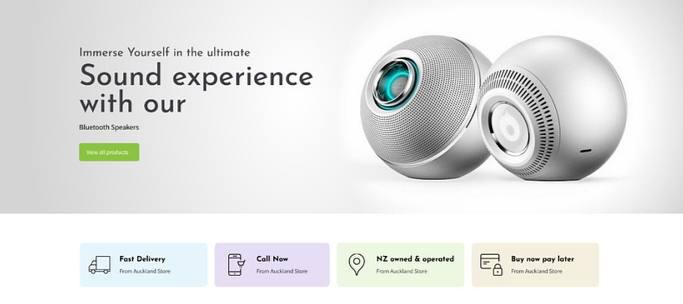 Immerse Yourself in the ultimate
Sound experience
with our
Bluetooth Speakers
View all products
Fast Delivery
From Auckland Store
Call Now
From Auckland Store
NZ owned & operated
From Auckland Store
Buy now pay later
From Auckland Store